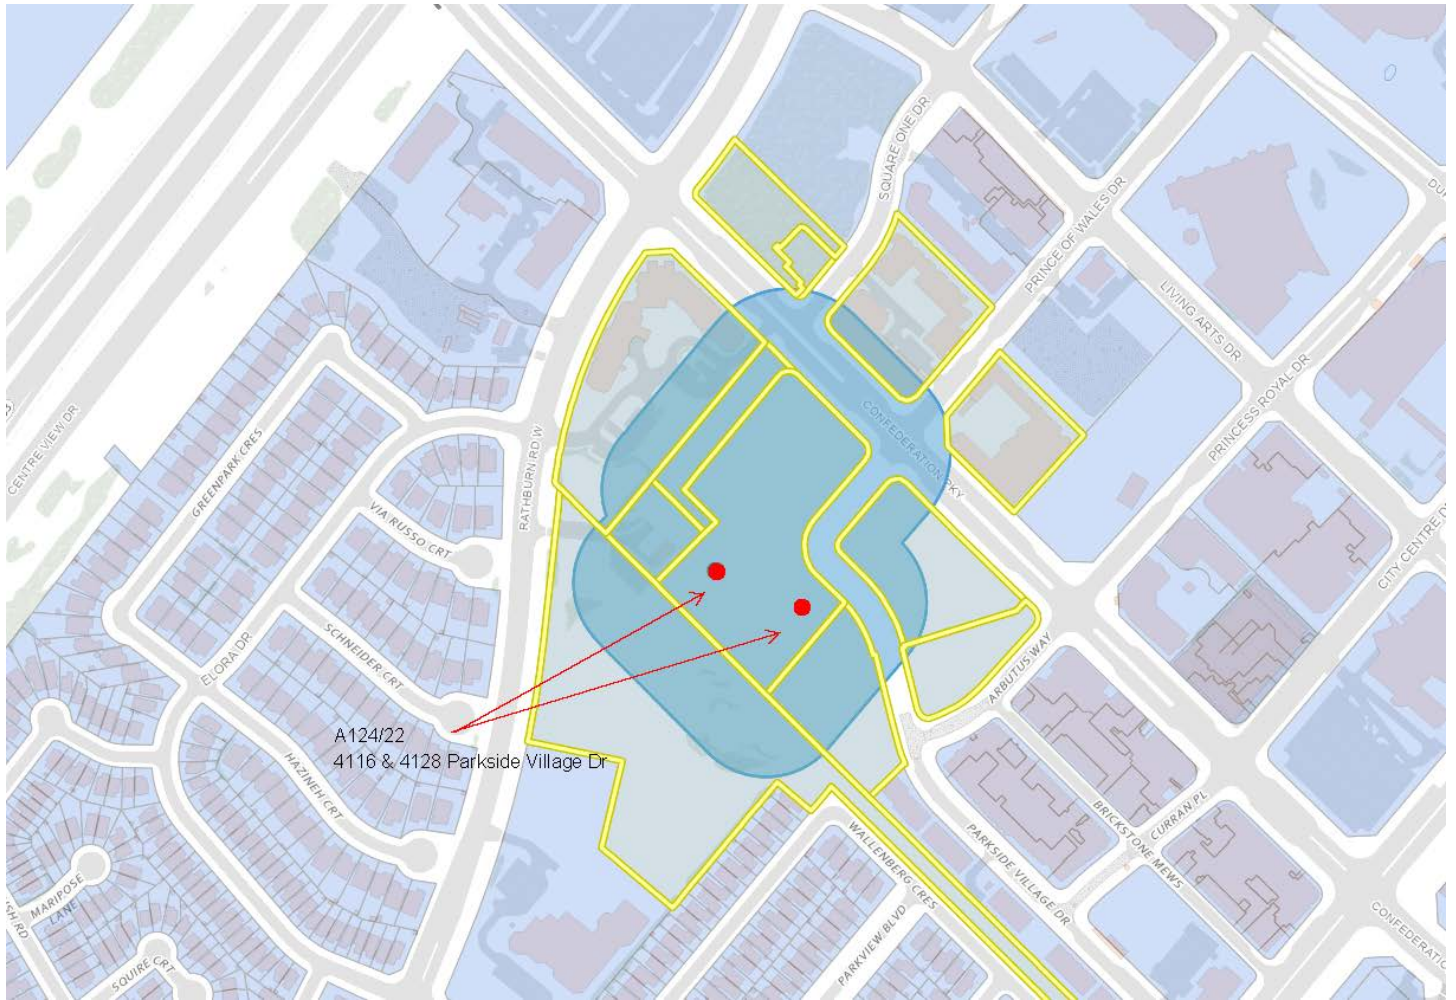 SQUARE ONE DR
PRINCE OF WALES DR
LIVING ARTS DR
PRINCESS ROYAL DR
CENTRE VIEW DR
GREENPARK CRES
RATHBURN RD W
CONFEDERATION PKY
VIA RUSSO CRT
CITY CENTRE D
SCHNEIDER CRT
ELORA DR
ARBUTUS WAY
A124/22
4116 & 4128 Parkside Village Dr
HAZINEH CRT
CURRAN PL
BRICKSTONE MEWS
WALLENBERG CRES
PARKSIDE VILLAGE DR
MARIPOSE
LANE
PARKVIEW BLVD
SQUIRE CRT
CONFEDERATIO